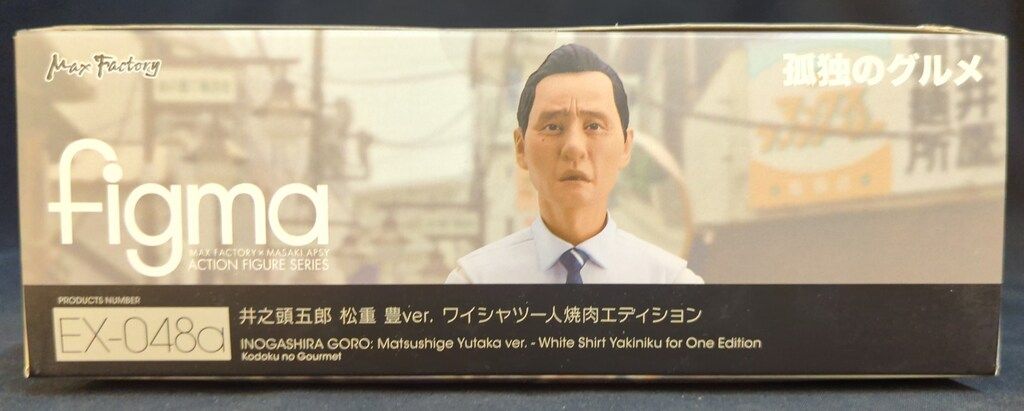 Max Factory
孤独のグルメ
figma
MAX FACTORY × MASAKI APSY
ACTION FIGURE SERIES
PRODUCTS NUMBER
EX-048a
井之頭五郎 松重 豊ver. ワイシャツ一人焼肉エディション
INOGASHIRA GORO: Matsushige Yutaka ver. - White Shirt Yakiniku for One Edition
Kodoku no Gourmet